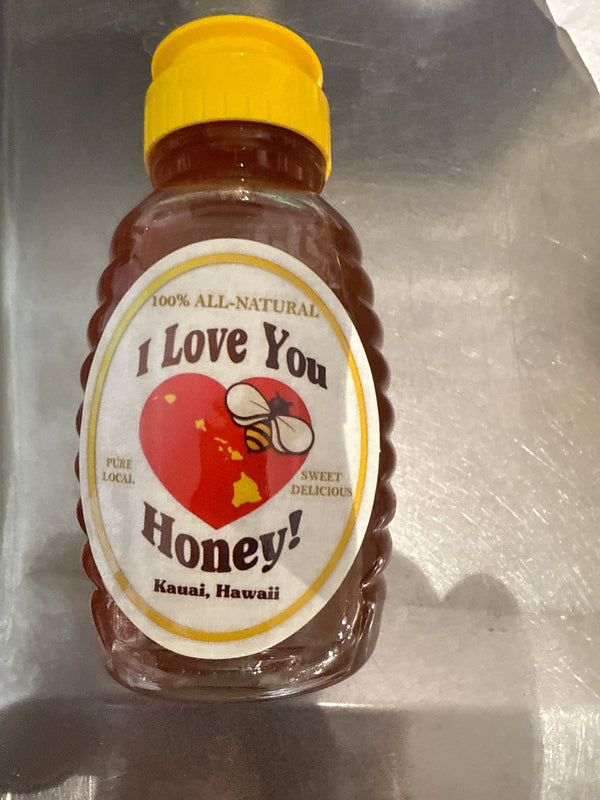 100% ALL-NATURAL
I Love You
PURE
LOCAL
SWEET
DELICIOUS
Honey!
Kauai, Hawaii